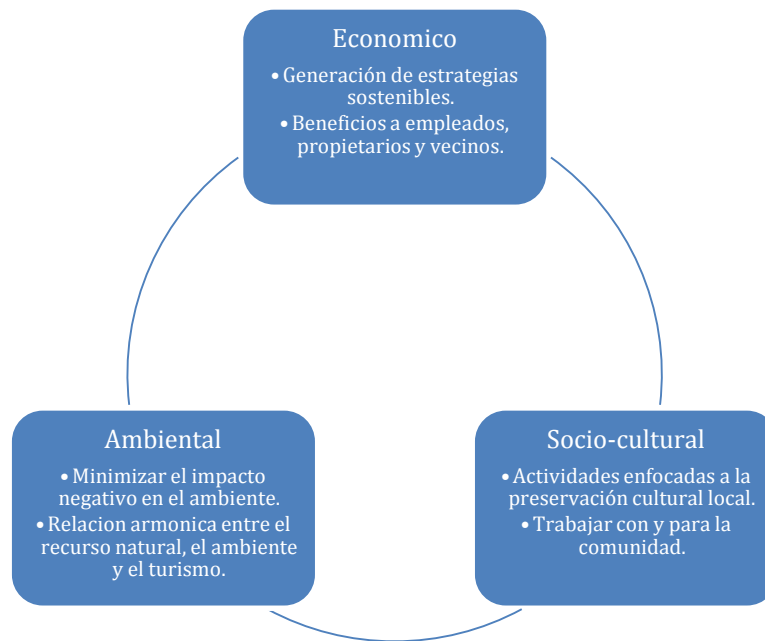 Economico
• Generación de estrategias
sostenibles.
• Beneficios a empleados,
propietarios y vecinos.
Ambiental
• Minimizar el impacto
negativo en el ambiente.
• Relacion armonica entre el
recurso natural, el ambiente
y el turismo.
Socio-cultural
• Actividades enfocadas a la
preservación cultural local.
• Trabajar con y para la
comunidad.